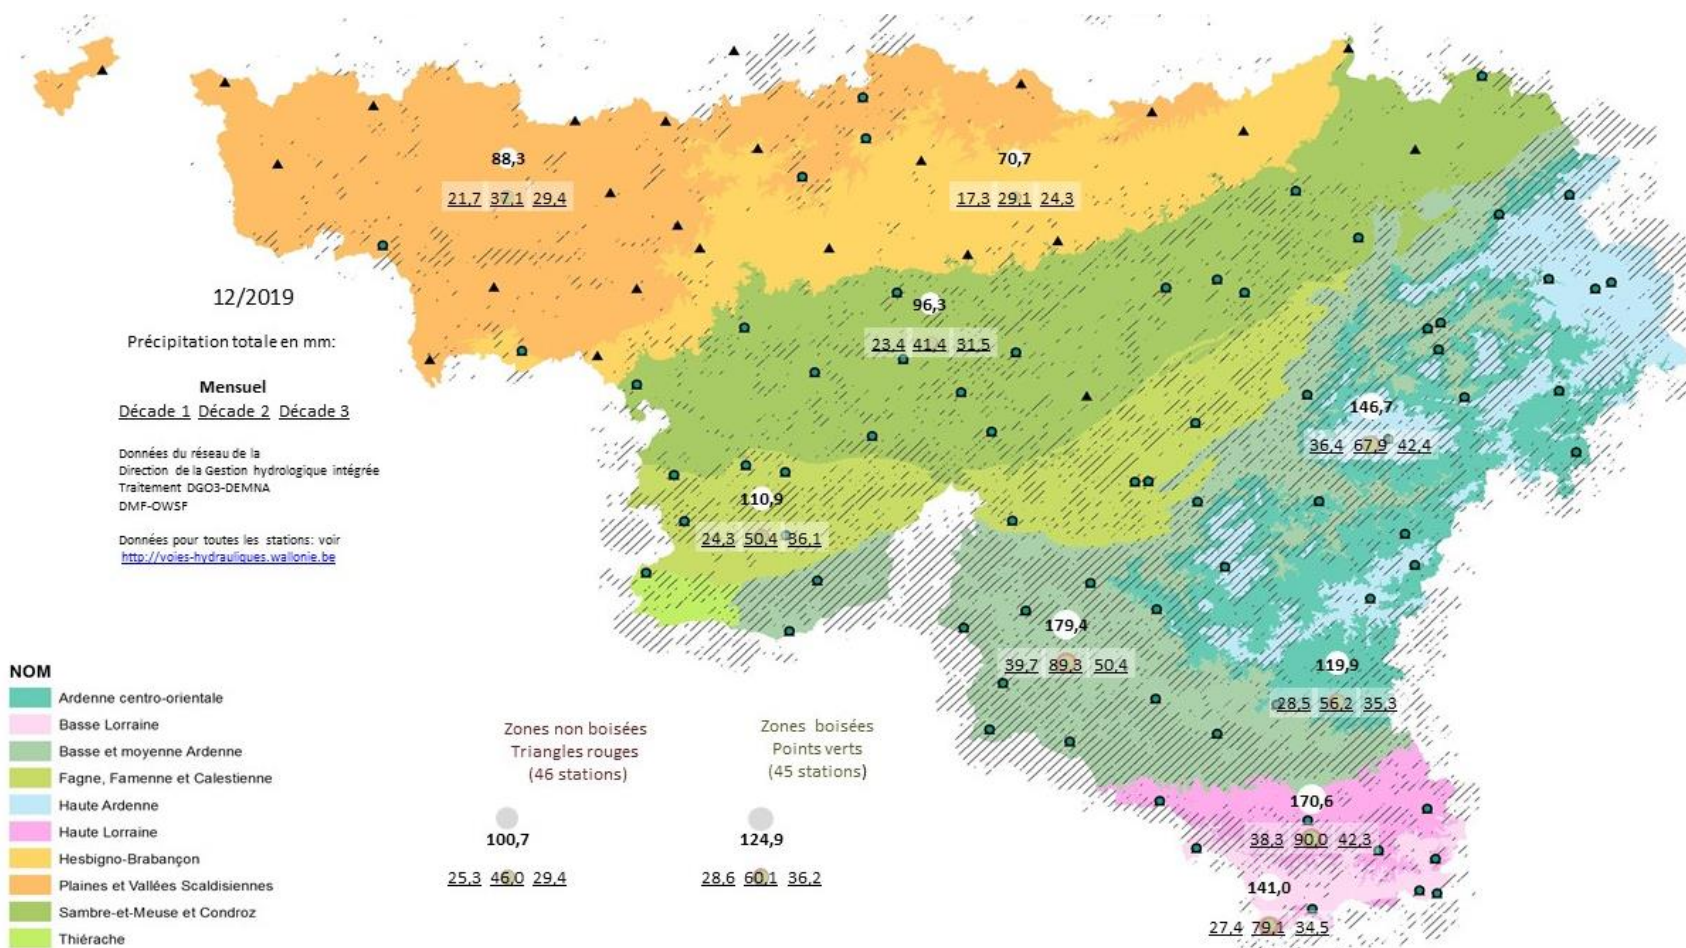 88,3
21,7 37,1 29,4
70,7
17,3 29,1 24,3
12/2019
Précipitation totale en mm:
Mensuel
Décade 1 Décade 2 Décade 3
Données du réseau de la
Direction de la Gestion hydrologique intégrée
Traitement DGO3-DEMNA
DMF-OWSF
Données pour toutes les stations: voir
http://voies-hydrauliques.wallonie.be
96,3
23,4 41,4 31,5
146,7
36,4 67,9 42,4
110,9
24,3 50,4 36,1
179,4
39,7 89,3 50,4
119,9
28,5 56,2 35,3
170,6
38,3 90,0 42,3
141,0
27,4 79,1 34,5
NOM
Ardenne centro-orientale
Basse Lorraine
Basse et moyenne Ardenne
Fagne, Famenne et Calestienne
Haute Ardenne
Haute Lorraine
Hesbigno-Brabançon
Plaines et Vallées Scaldisiennes
Sambre-et-Meuse et Condroz
Thiérache
Zones non boisées
Triangles rouges
(46 stations)
100,7
25,3 46,0 29,4
Zones boisées
Points verts
(45 stations)
124,9
28,6 60,1 36,2